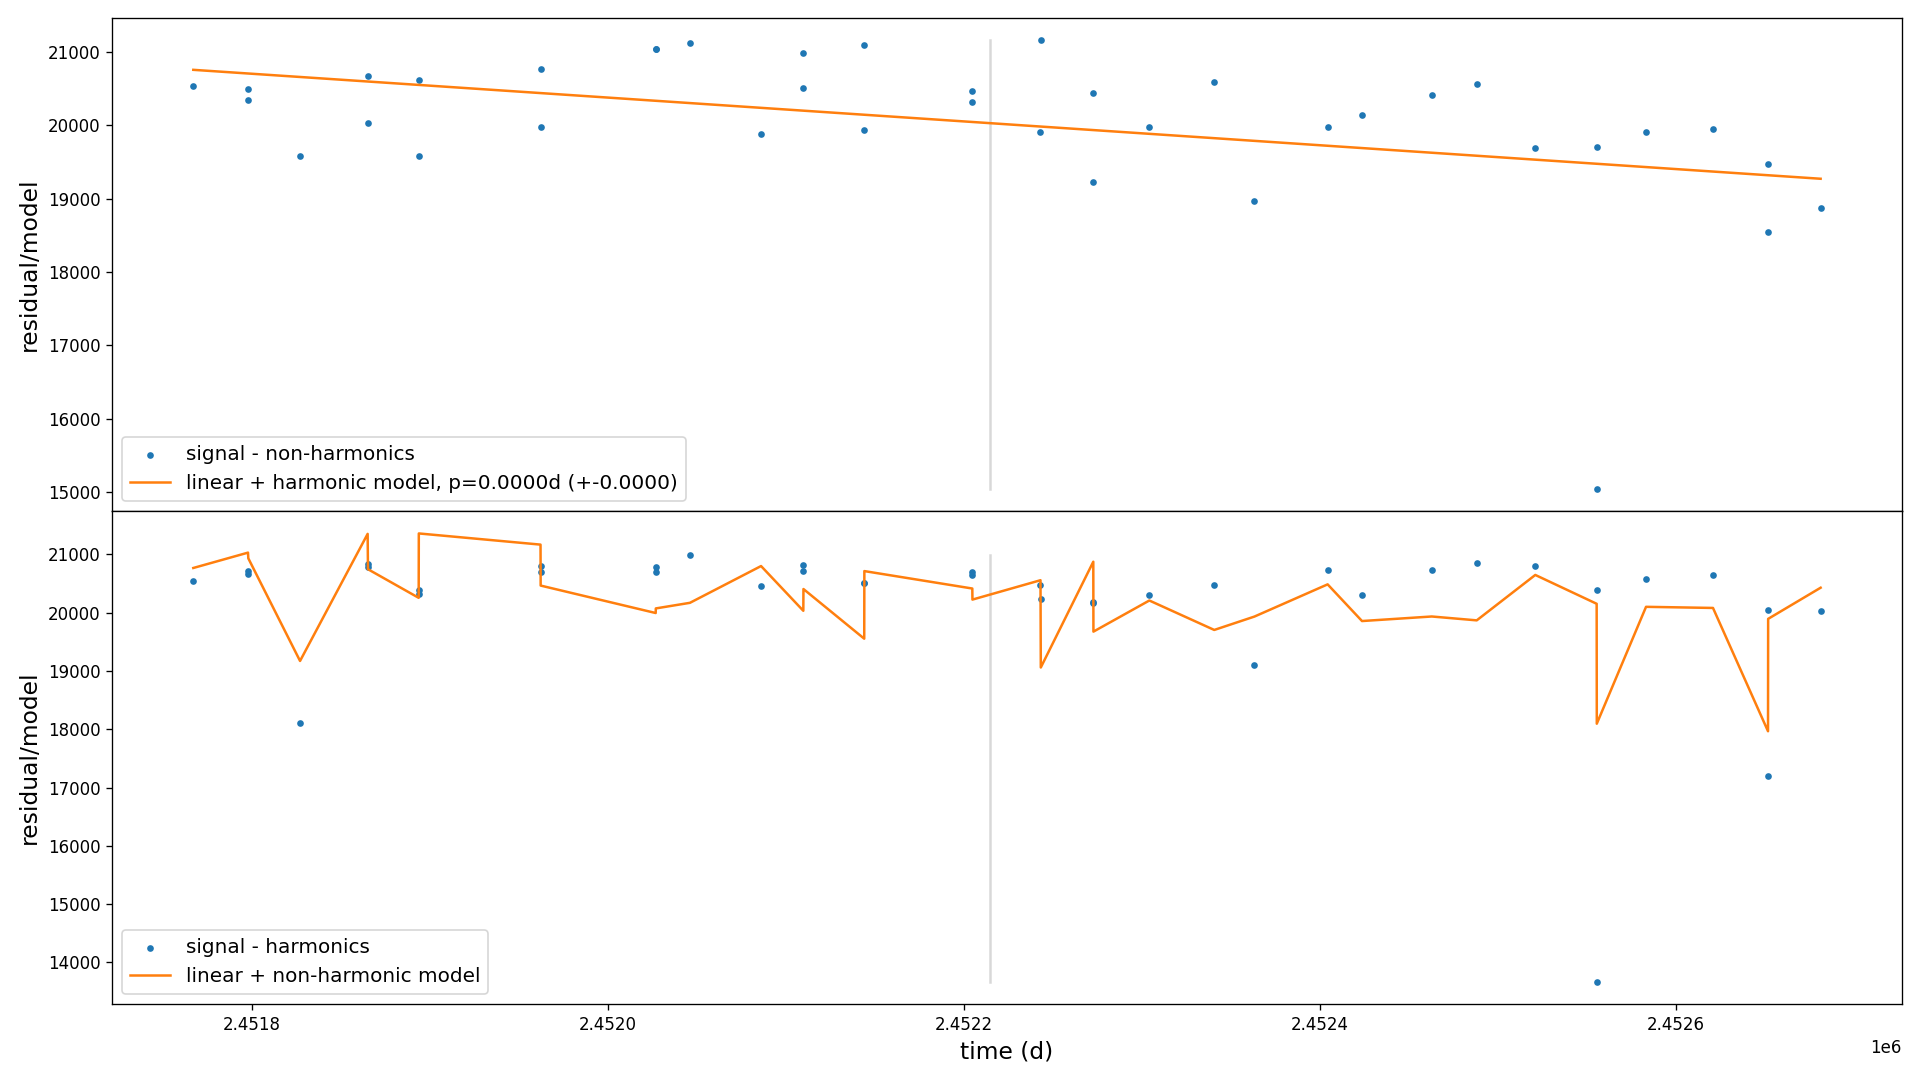 21000
20000
19000
18000
17000
16000
15000
residual/model
signal - non-harmonics
linear + harmonic model, p=0.0000d (+-0.0000)
21000
20000
19000
18000
17000
16000
15000
14000
residual/model
signal - harmonics
linear + non-harmonic model
2.4518 2.4520 2.4522 2.4524 2.4526
time (d)
1e6